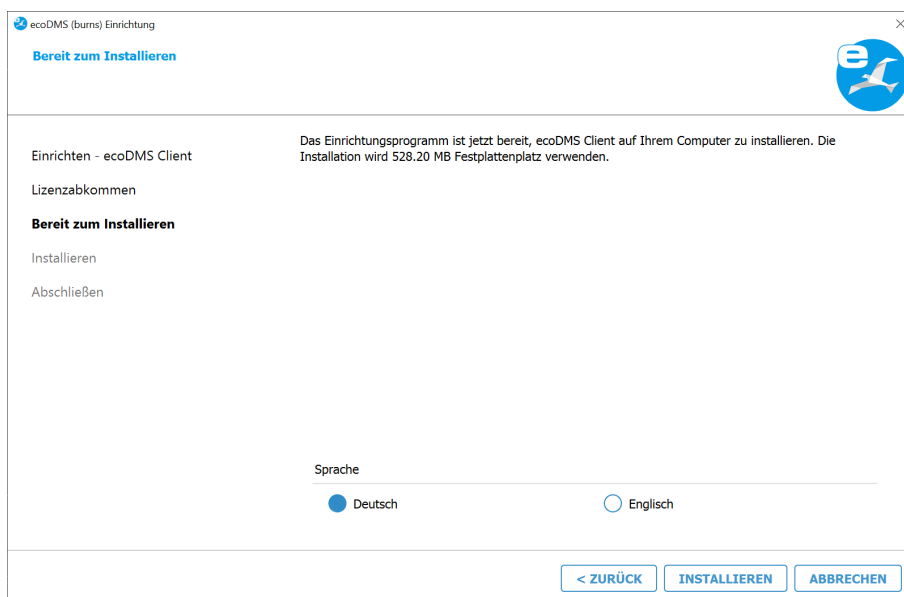 ecoDMS (burns) Einrichtung
Bereit zum Installieren
e
Einrichten - ecoDMS Client
Lizenzabkommen
Bereit zum Installieren
Installieren
Abschließen
Das Einrichtungsprogramm ist jetzt bereit, ecoDMS Client auf Ihrem Computer zu installieren. Die
Installation wird 528.20 MB Festplattenplatz verwenden.
Sprache
Deutsch
Englisch
< ZURÜCK
INSTALLIEREN
ABBRECHEN